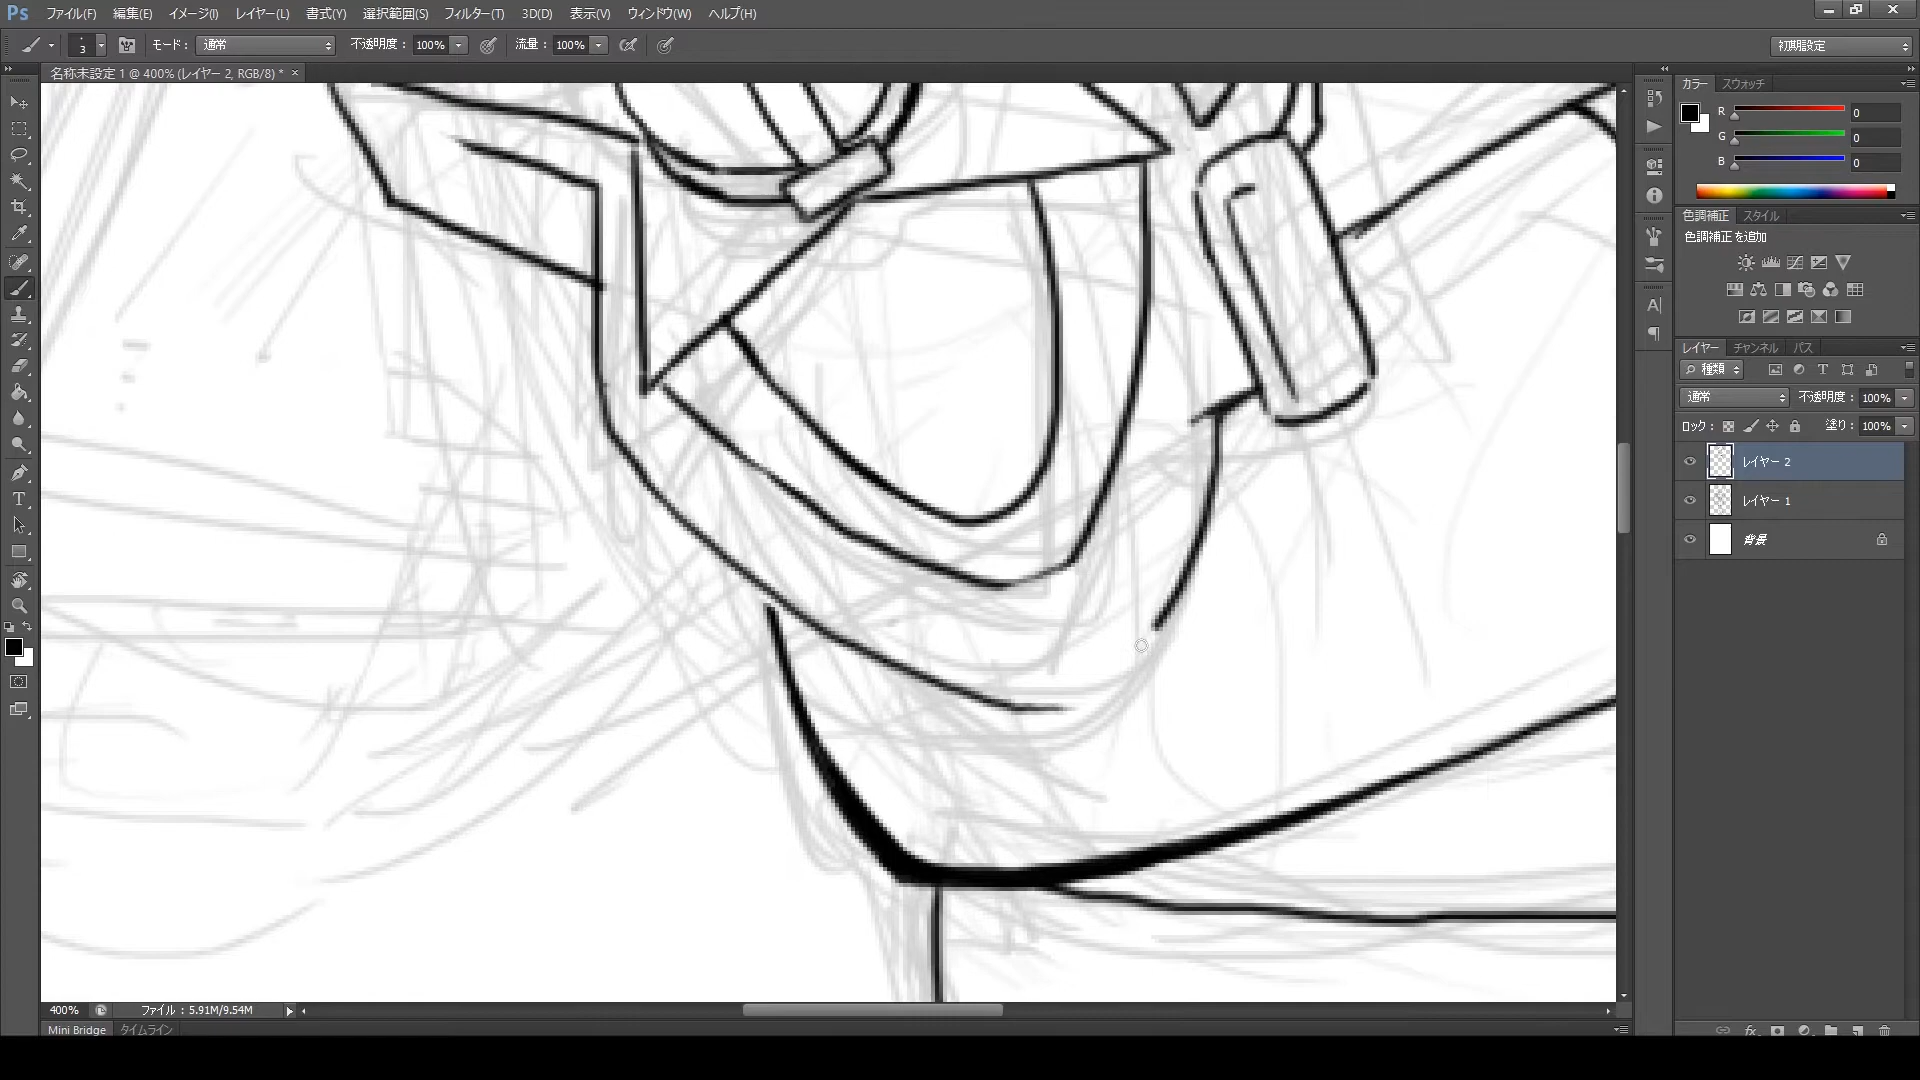 Ps ファイル(F) 編集(E) イメージ(I) レイヤー(L) 書式(Y) 選択範囲(S) フィルター(T) 3D(D) 表示(V) ウィンドウ(W) ヘルプ(H)
3 モード: 通常 不透明度: 100% 流量: 100% 初期設定
名称未設定 1 @ 400% (レイヤー 2, RGB/8) * ×
カラー スウォッチ
R 0
G 0
B 0
色調補正 スタイル
色調補正を追加
レイヤー チャンネル パス
種類
通常 不透明度: 100%
ロック: 塗り: 100%
レイヤー 2
レイヤー 1
背景
400% ファイル: 5.91M/9.54M
Mini Bridge タイムライン